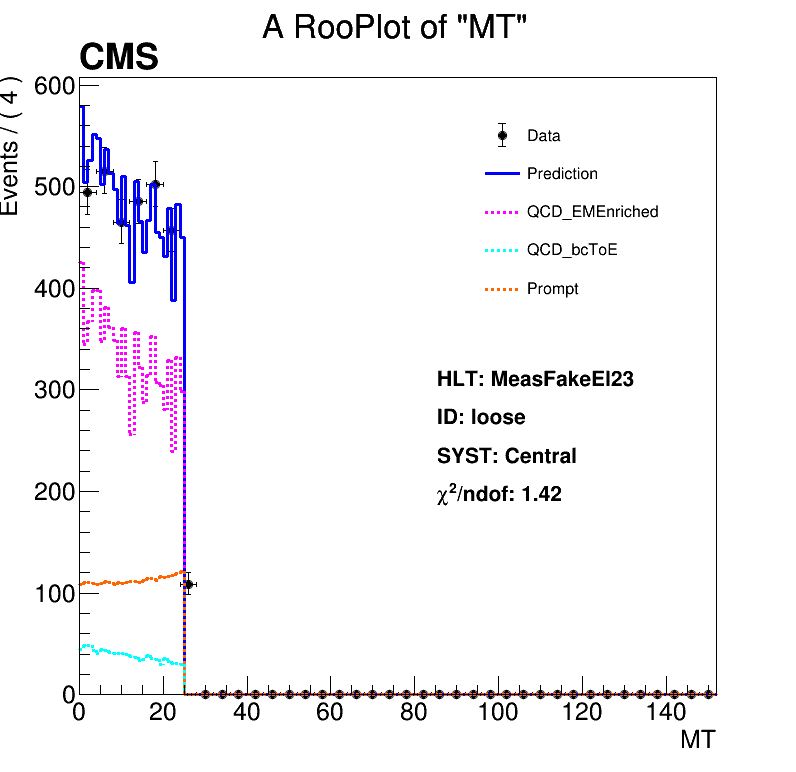 A RooPlot of "MT"
CMS
Events / ( 4 )
600
500
400
300
200
100
0
Data
Prediction
QCD_EMEnriched
QCD_bcToE
Prompt
HLT: MeasFakeEl23
ID: loose
SYST: Central
χ²/ndof: 1.42
0 20 40 60 80 100 120 140
MT